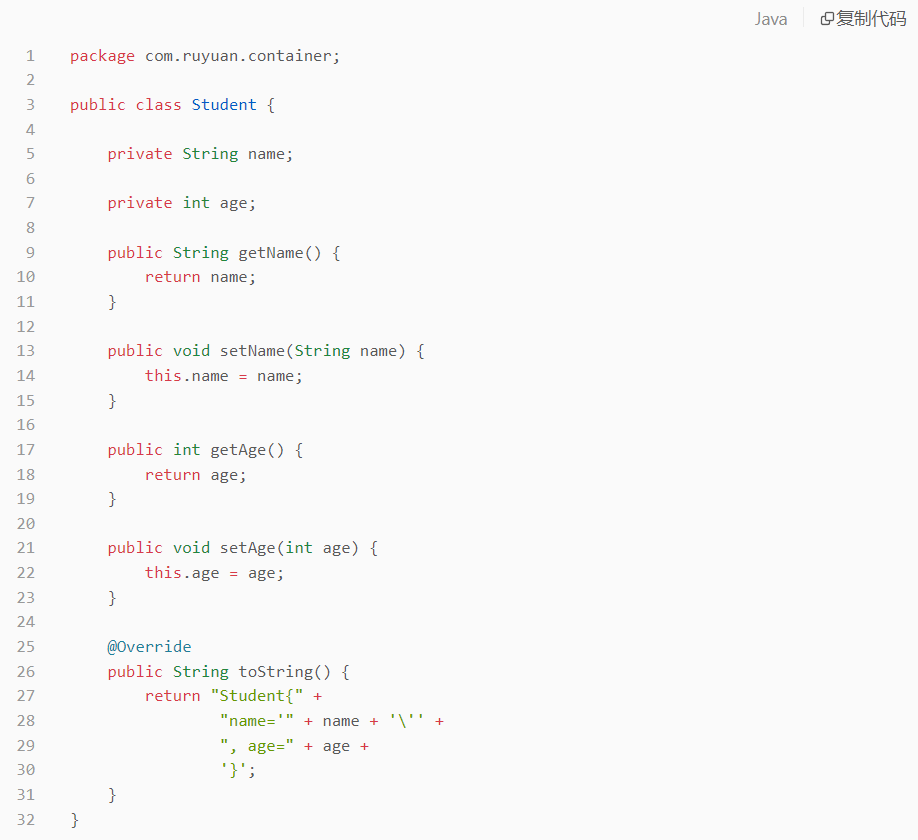 Java 复制代码
1 package com.ruyuan.container;
2
3 public class Student {
4
5     private String name;
6
7     private int age;
8
9     public String getName() {
10         return name;
11     }
12
13     public void setName(String name) {
14         this.name = name;
15     }
16
17     public int getAge() {
18         return age;
19     }
20
21     public void setAge(int age) {
22         this.age = age;
23     }
24
25     @Override
26     public String toString() {
27         return "Student{" +
28                 "name='" + name + '\'' +
29                 ", age=" + age +
30                 '}';
31     }
32 }